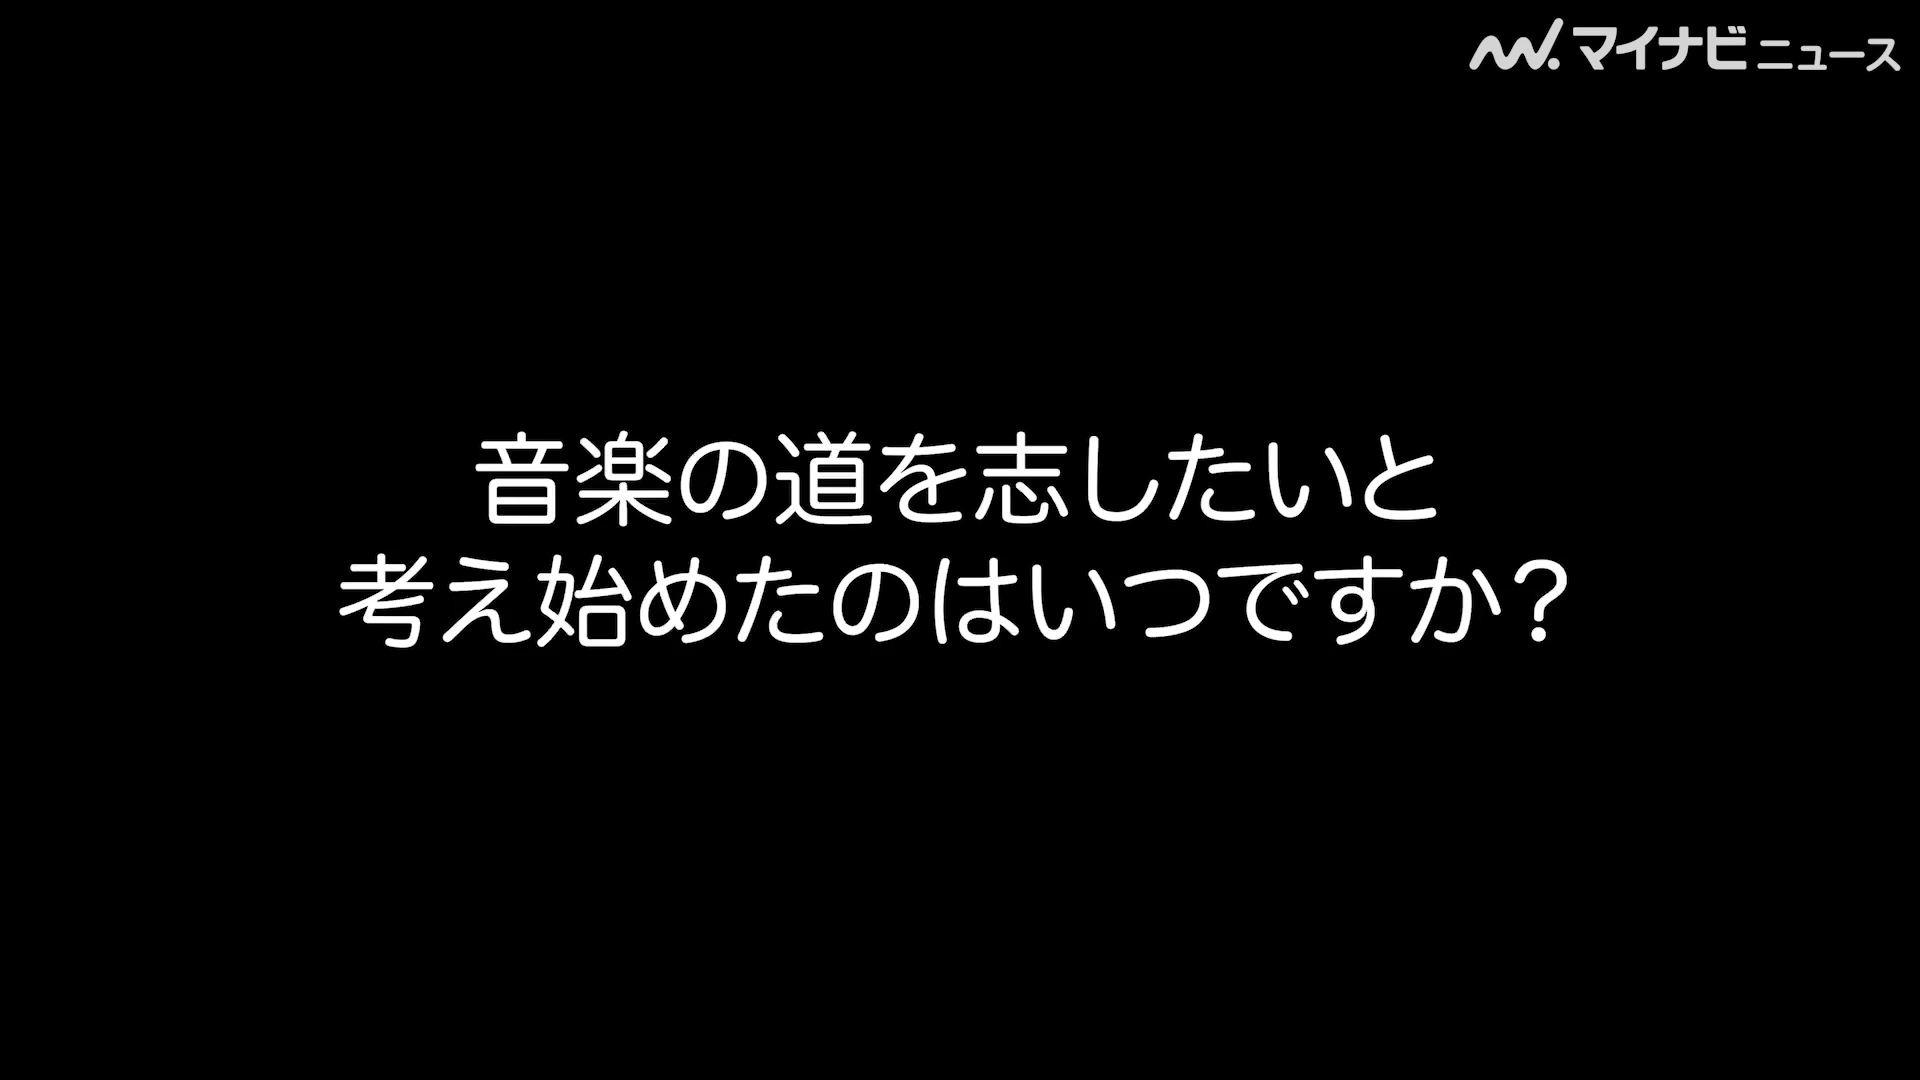 マイナビニュース
音楽の道を志したいと
考え始めたのはいつですか？